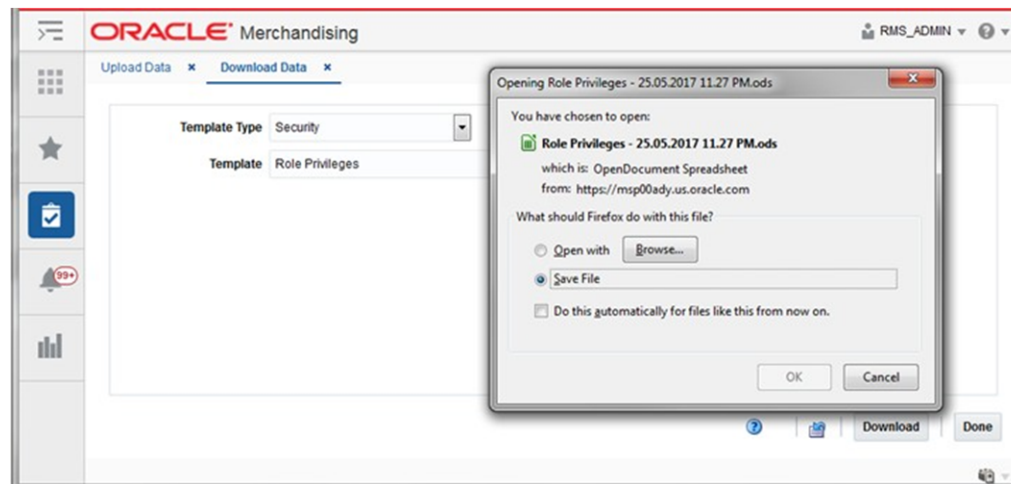 ORACLE® Merchandising
RMS_ADMIN
Upload Data × Download Data ×
Template Type Security
Template Role Privileges
99+
Opening Role Privileges - 25.05.2017 11.27 PM.ods
You have chosen to open:
Role Privileges - 25.05.2017 11.27 PM.ods
which is: OpenDocument Spreadsheet
from: https://msp00ady.us.oracle.com
What should Firefox do with this file?
Open with Browse...
Save File
Do this automatically for files like this from now on.
OK Cancel
Download Done